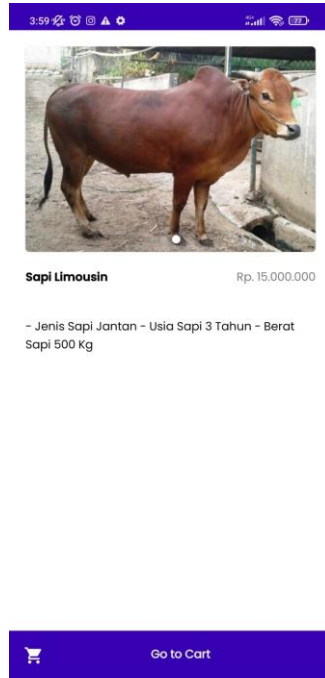 3:59
77
Sapi Limousin
Rp. 15.000.000
- Jenis Sapi Jantan - Usia Sapi 3 Tahun - Berat
Sapi 500 Kg
Go to Cart